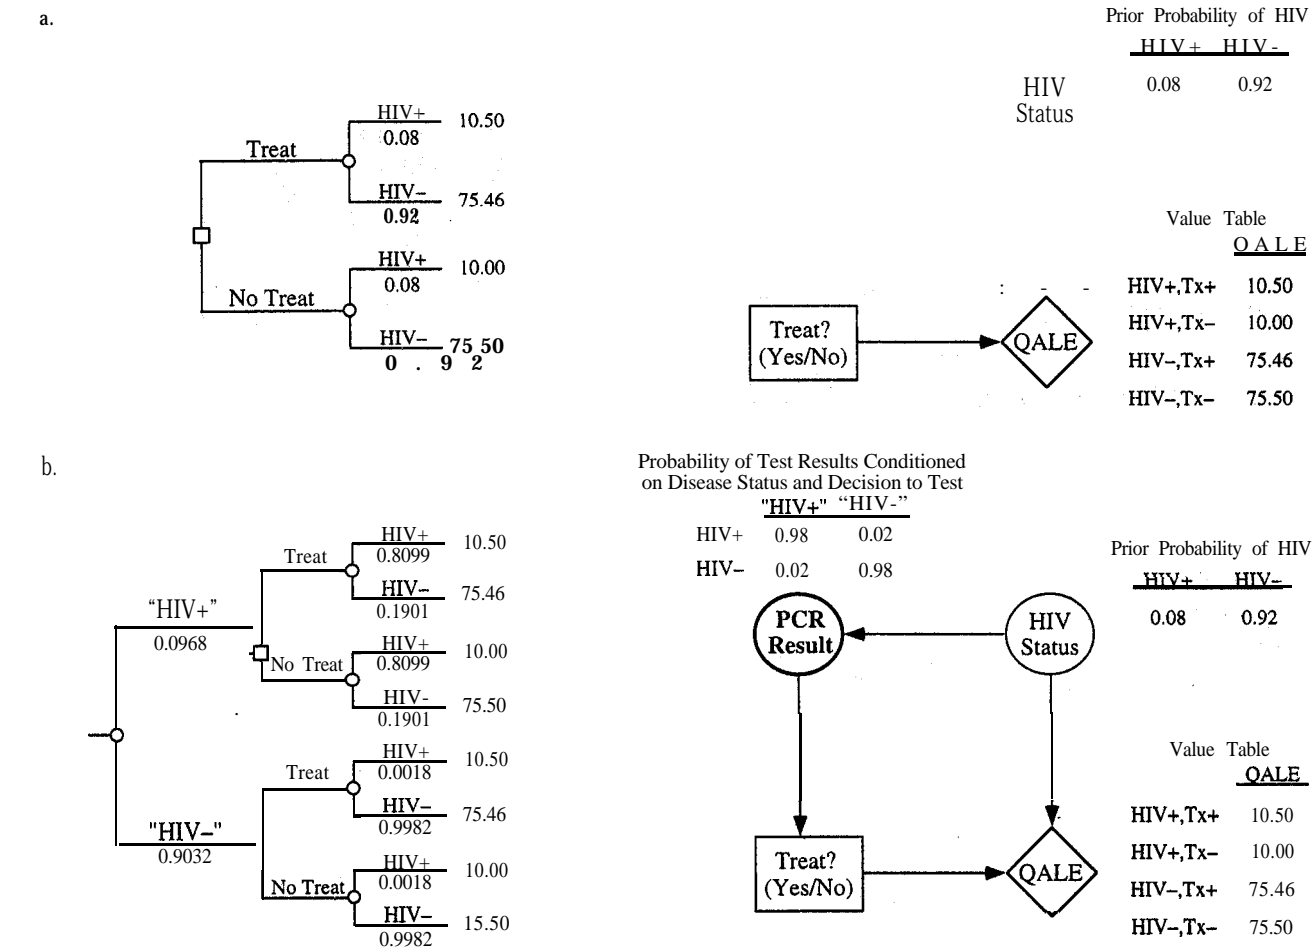 a.
Prior Probability of HIV
HIV+ HIV-
HIV 0.08 0.92
Status
HIV+ 10.50
0.08
Treat
HIV– 75.46
0.92
HIV+ 10.00
0.08
No Treat
HIV– 75 50
0 . 9 2
Value Table
QALE
HIV+,Tx+ 10.50
HIV+,Tx– 10.00
HIV–,Tx+ 75.46
HIV–,Tx– 75.50
Treat?
(Yes/No)
QALE
b.
Probability of Test Results Conditioned
on Disease Status and Decision to Test
"HIV+" “HIV-”
HIV+ 0.98 0.02
HIV– 0.02 0.98
Prior Probability of HIV
HIV+ HIV–
0.08 0.92
HIV+ 10.50
Treat 0.8099
HIV– 75.46
0.1901
“HIV+”
0.0968
HIV+ 10.00
No Treat 0.8099
HIV- 75.50
0.1901
HIV+ 10.50
Treat 0.0018
HIV– 75.46
0.9982
"HIV–"
0.9032
HIV+ 10.00
0.0018
No Treat
HIV– 15.50
0.9982
PCR
Result
HIV
Status
Treat?
(Yes/No)
QALE
Value Table
QALE
HIV+,Tx+ 10.50
HIV+,Tx– 10.00
HIV–,Tx+ 75.46
HIV–,Tx– 75.50